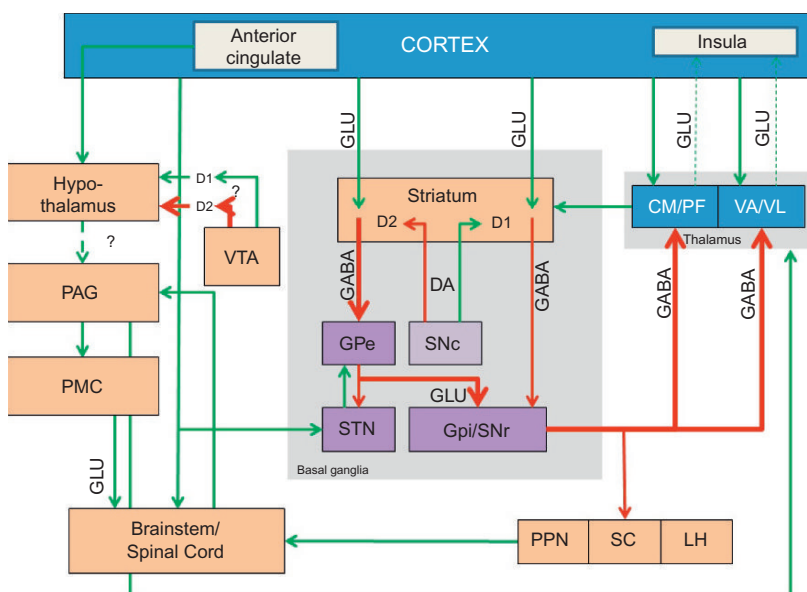 Anterior
cingulate
CORTEX
Insula
GLU
GLU
GLU
GLU
Hypo-
thalamus
D1
?
D2
VTA
?
PAG
PMC
GLU
Striatum
D2
D1
GABA
DA
GABA
GPe
SNc
GLU
STN
Gpi/SNr
Basal ganglia
CM/PF
VA/VL
Thalamus
GABA
GABA
Brainstem/
Spinal Cord
PPN
SC
LH